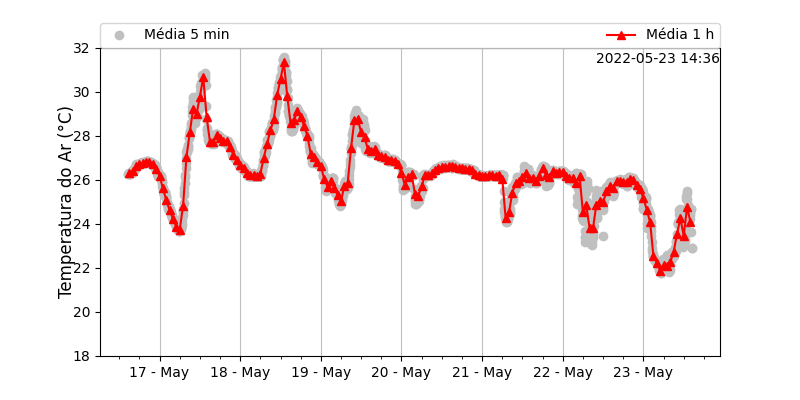 Média 5 min
Média 1 h
2022-05-23 14:36
Temperatura do Ar (°C)
32
30
28
26
24
22
20
18
17 - May
18 - May
19 - May
20 - May
21 - May
22 - May
23 - May